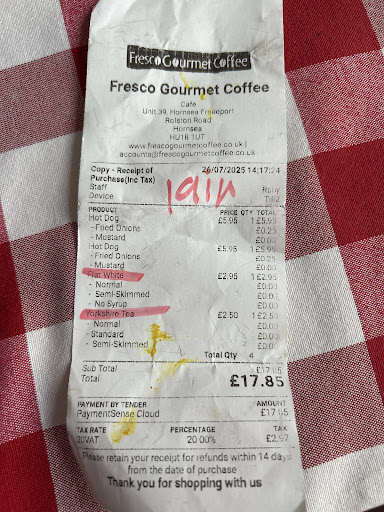 Fresco Gourmet Coffee
Fresco Gourmet Coffee
Cafe
Unit 39, Hornsea Freeport
Rolston Road
Hornsea
HU18 1UT
www.frescogourmetcoffee.co.uk |
accounts@frescogourmetcoffee.co.uk
Copy - Receipt of 26/07/2025 14:17:24
Purchase(Inc Tax)
Staff
Device Till2
PRODUCT PRICE QTY TOTAL
Hot Dog £5.95 1 £5.95
- Fried Onions £0.25
- Mustard £0.00
Hot Dog £5.95 1 £5.95
- Fried Onions £0.25
- Mustard £0.00
Flat White £2.95 1 £2.95
- Normal £0.00
- Semi-Skimmed £0.00
- No Syrup £0.00
Yorkshire Tea £2.50 1 £2.50
- Normal £0.00
- Standard £0.00
- Semi-Skimmed £0.00
Total Qty 4
Sub Total £17.85
Total £17.85
PAYMENT BY TENDER AMOUNT
PaymentSense Cloud £17.85
TAX RATE PERCENTAGE TAX
20VAT 20.00% £2.97
Please retain your receipt for refunds within 14 days
from the date of purchase
Thank you for shopping with us